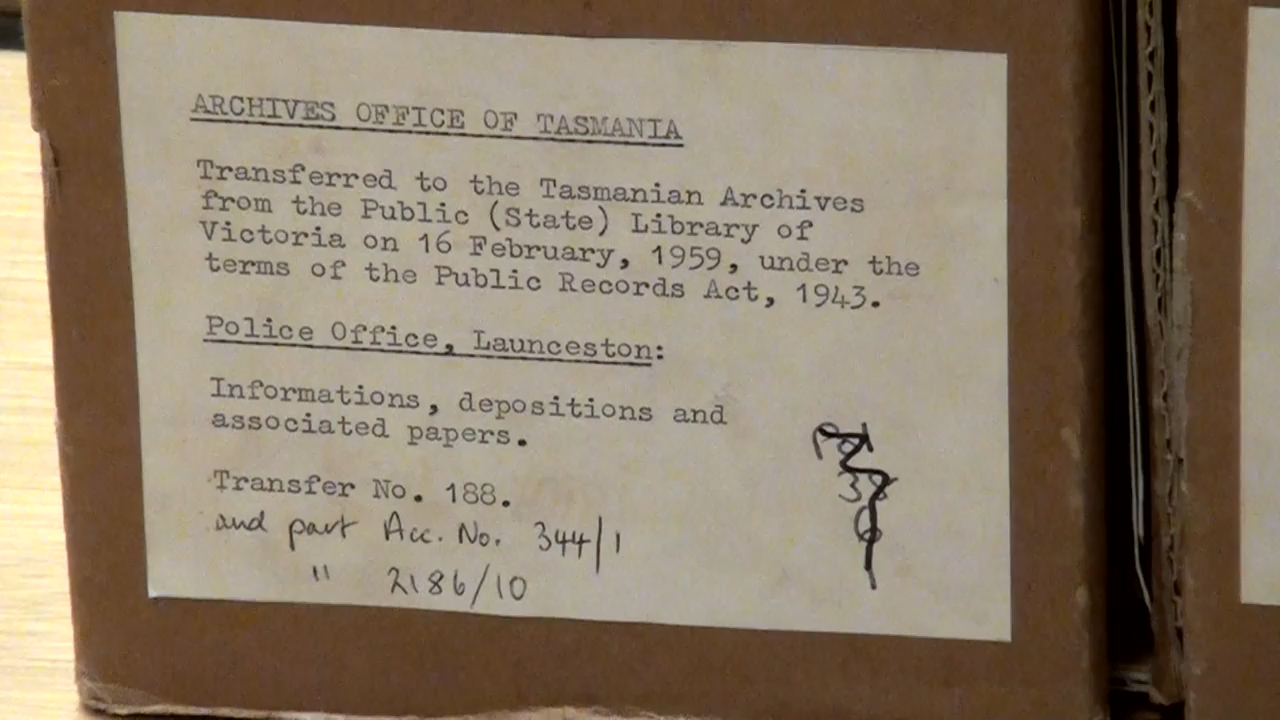 ARCHIVES OFFICE OF TASMANIA
Transferred to the Tasmanian Archives
from the Public (State) Library of
Victoria on 16 February, 1959, under the
terms of the Public Records Act, 1943.
Police Office, Launceston:
Informations, depositions and
associated papers.
Transfer No. 188.
and part Acc. No. 344/1
" 2186/10